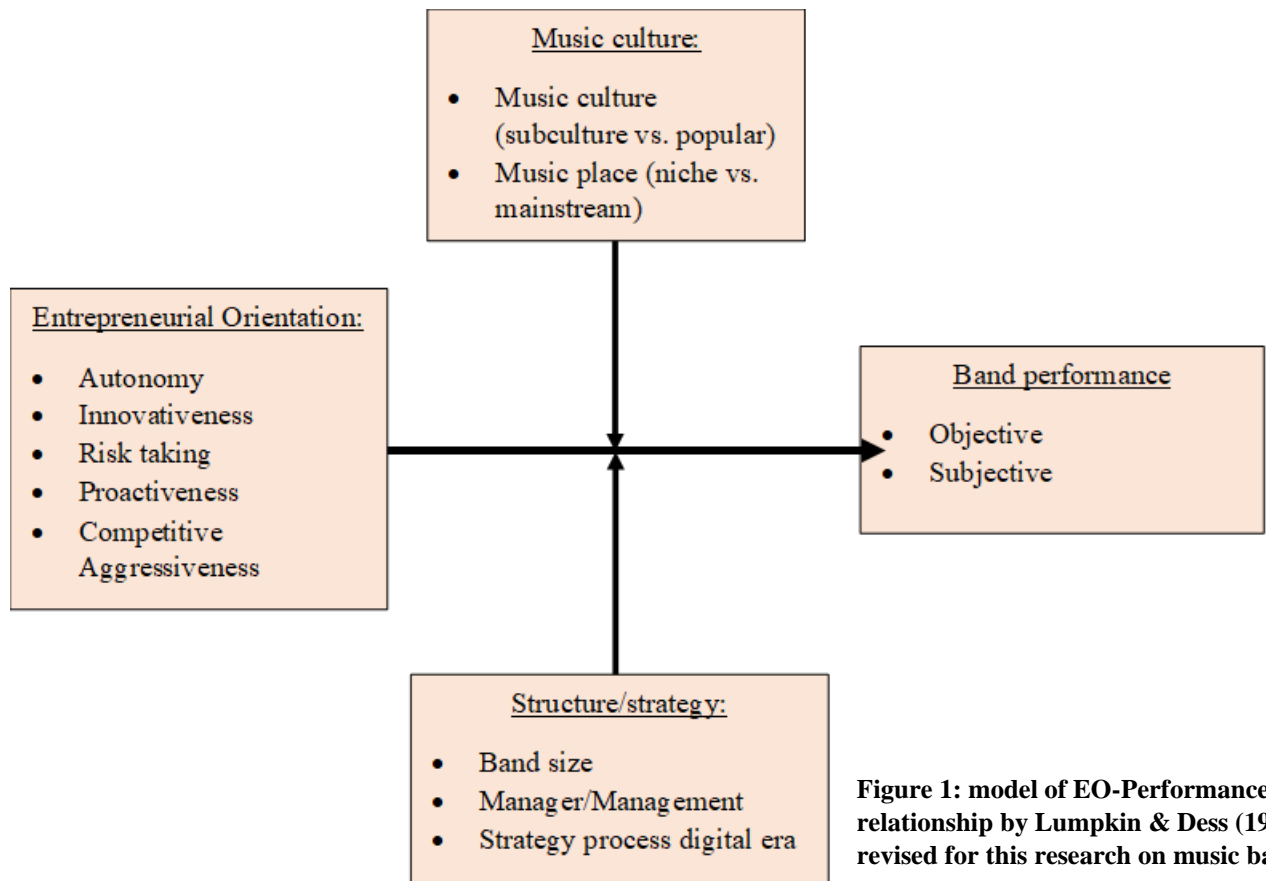 Music culture:
• Music culture
(subculture vs. popular)
• Music place (niche vs.
mainstream)
Entrepreneurial Orientation:
• Autonomy
• Innovativeness
• Risk taking
• Proactiveness
• Competitive
Aggressiveness
Band performance
• Objective
• Subjective
Structure/strategy:
• Band size
• Manager/Management
• Strategy process digital era
Figure 1: model of EO-Performance
relationship by Lumpkin & Dess (19
revised for this research on music ba